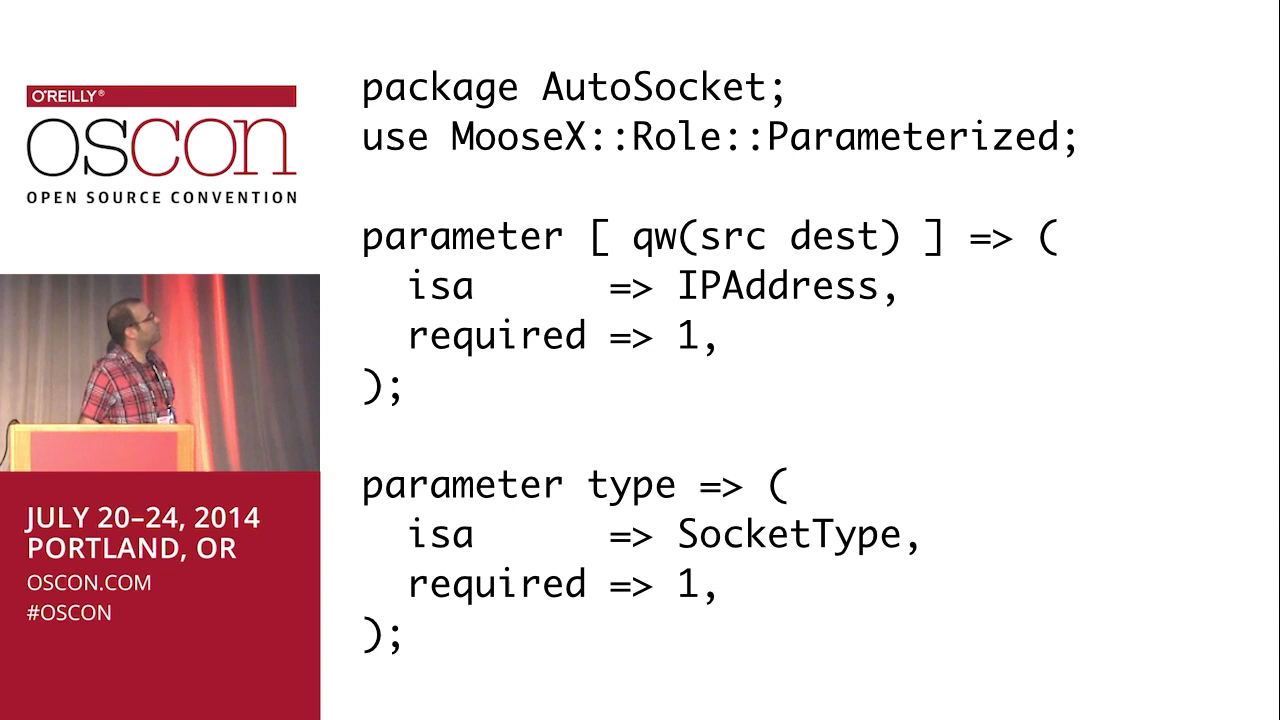 O'REILLY®
OSCON
OPEN SOURCE CONVENTION
JULY 20–24, 2014
PORTLAND, OR
OSCON.COM
#OSCON
package AutoSocket;
use MooseX::Role::Parameterized;
parameter [ qw(src dest) ] => (
  isa      => IPAddress,
  required => 1,
);
parameter type => (
  isa      => SocketType,
  required => 1,
);